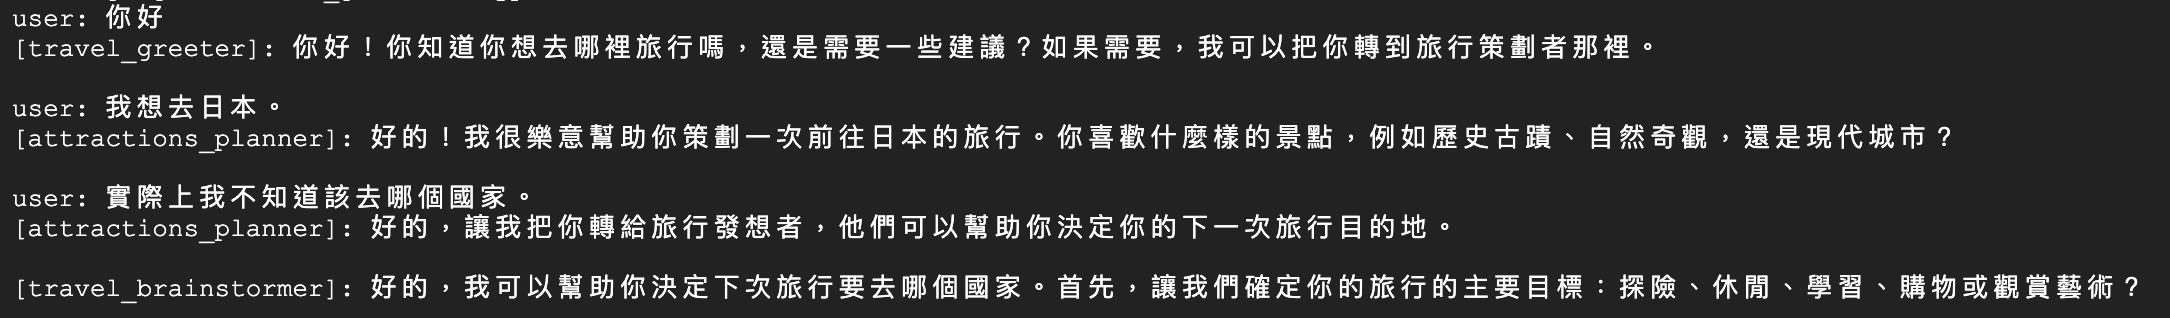 user: 你好
[travel_greeter]: 你好！你知道你想去哪裡旅行嗎，還是需要一些建議？如果需要，我可以把你轉到旅行策劃者那裡。
user: 我想去日本。
[attractions_planner]: 好的！我很樂意幫助你策劃一次前往日本的旅行。你喜歡什麼樣的景點，例如歷史古蹟、自然奇觀，還是現代城市？
user: 實際上我不知道該去哪個國家。
[attractions_planner]: 好的，讓我把你轉給旅行發想者，他們可以幫助你決定你的下一次旅行目的地。
[travel_brainstormer]: 好的，我可以幫助你決定下次旅行要去哪個國家。首先，讓我們確定你的旅行的主要目標：探險、休閒、學習、購物或觀賞藝術？